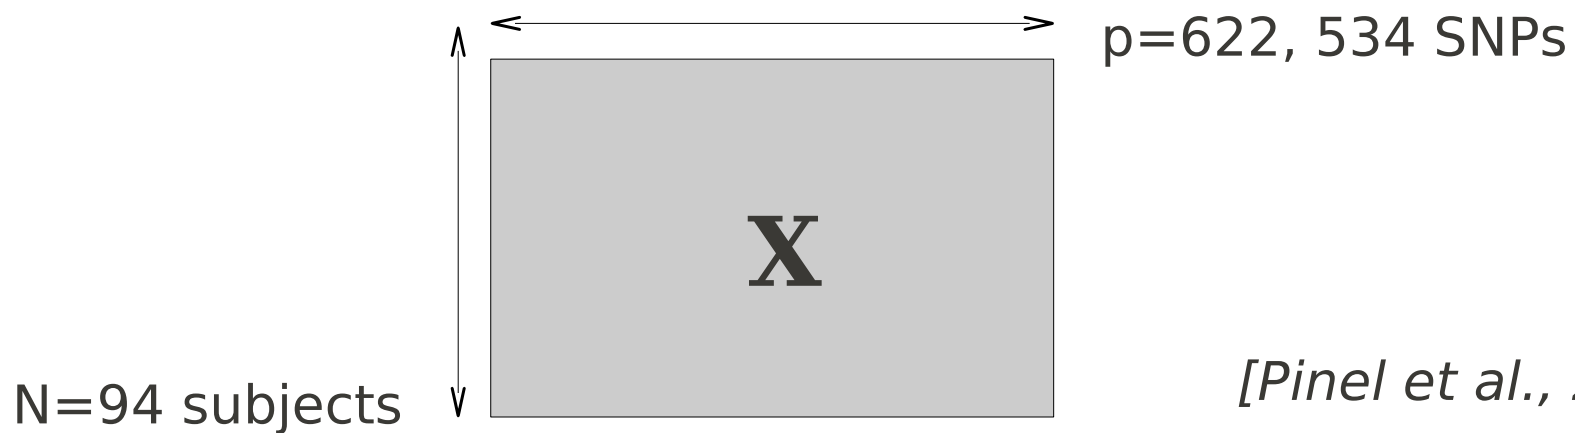 p=622, 534 SNPs
X
[Pinel et al.,
N=94 subjects